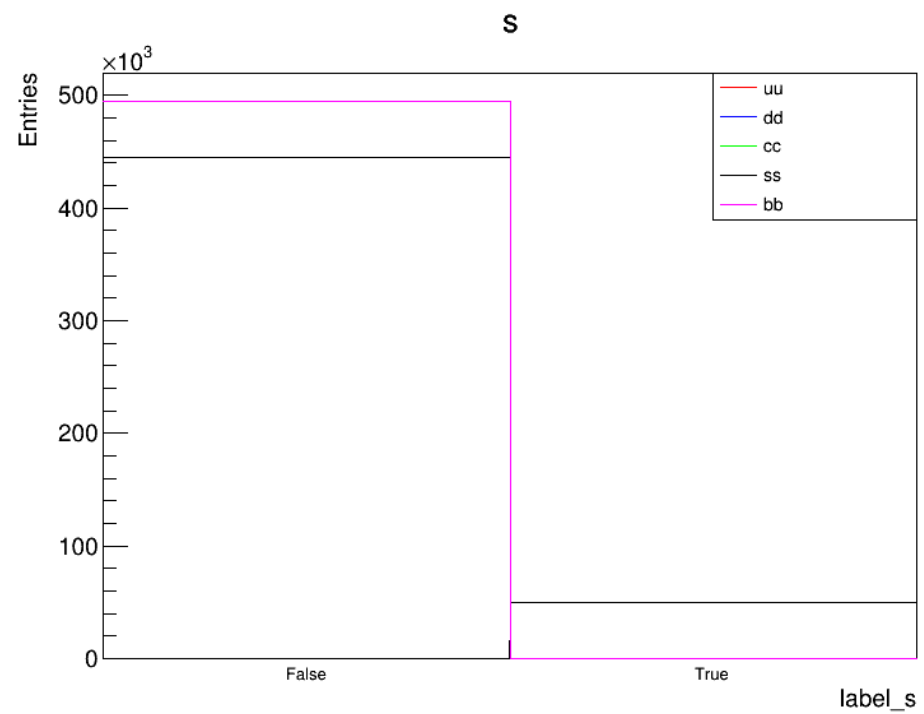 S
×10³
Entries
500
400
300
200
100
0
uu
dd
cc
ss
bb
False
True
label_s